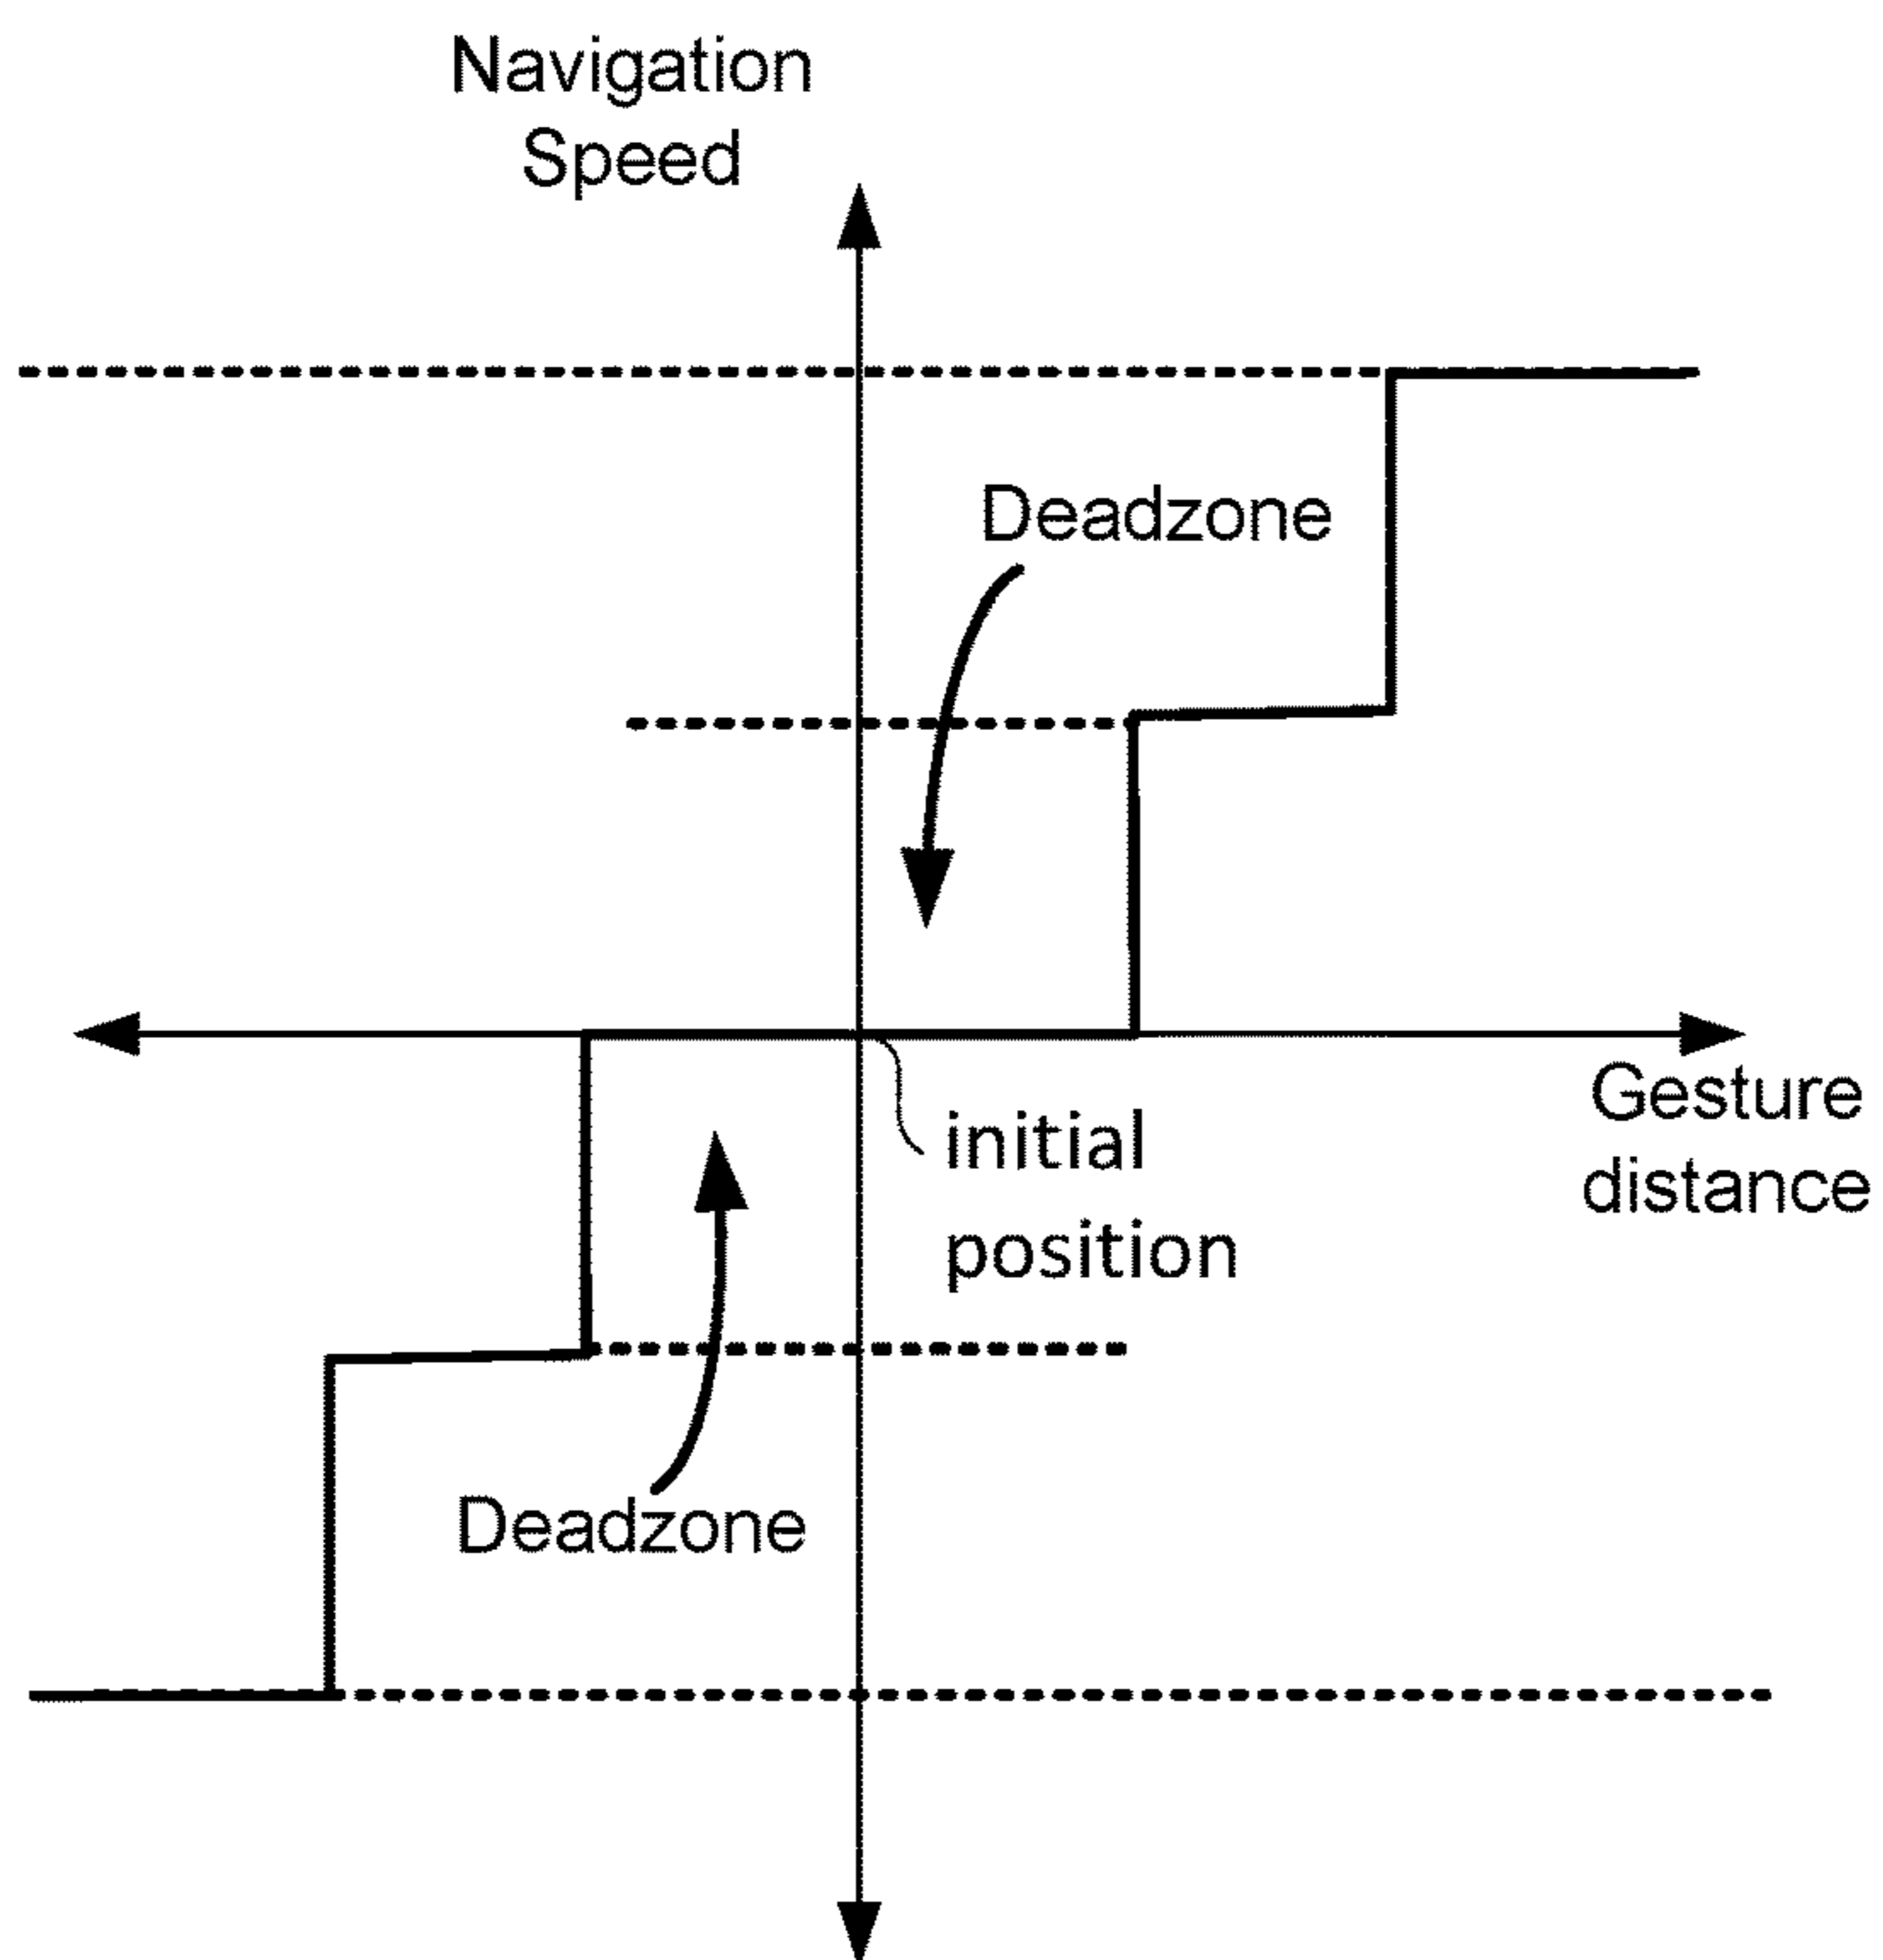 Navigation
Speed
Deadzone
Gesture
distance
initial
position
Deadzone